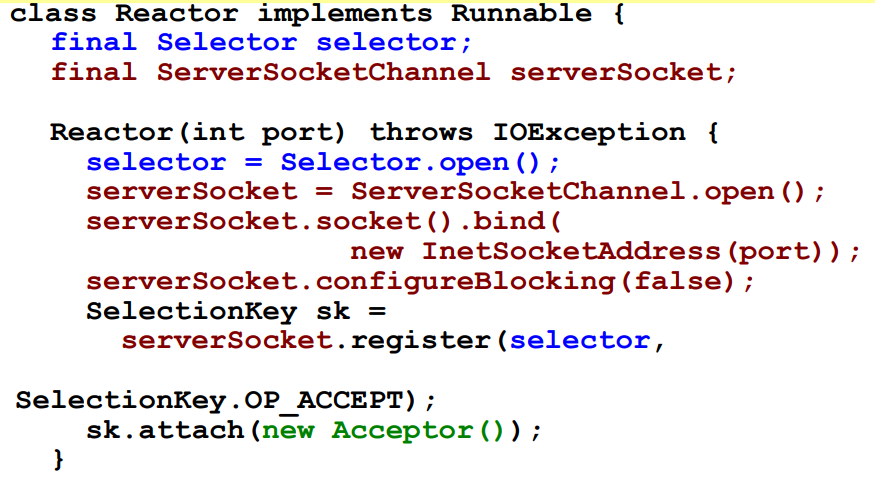 class Reactor implements Runnable {
final Selector selector;
final ServerSocketChannel serverSocket;
Reactor(int port) throws IOException {
selector = Selector.open();
serverSocket = ServerSocketChannel.open();
serverSocket.socket().bind(
new InetSocketAddress(port));
serverSocket.configureBlocking(false);
SelectionKey sk =
serverSocket.register(selector,
SelectionKey.OP_ACCEPT);
sk.attach(new Acceptor());
}